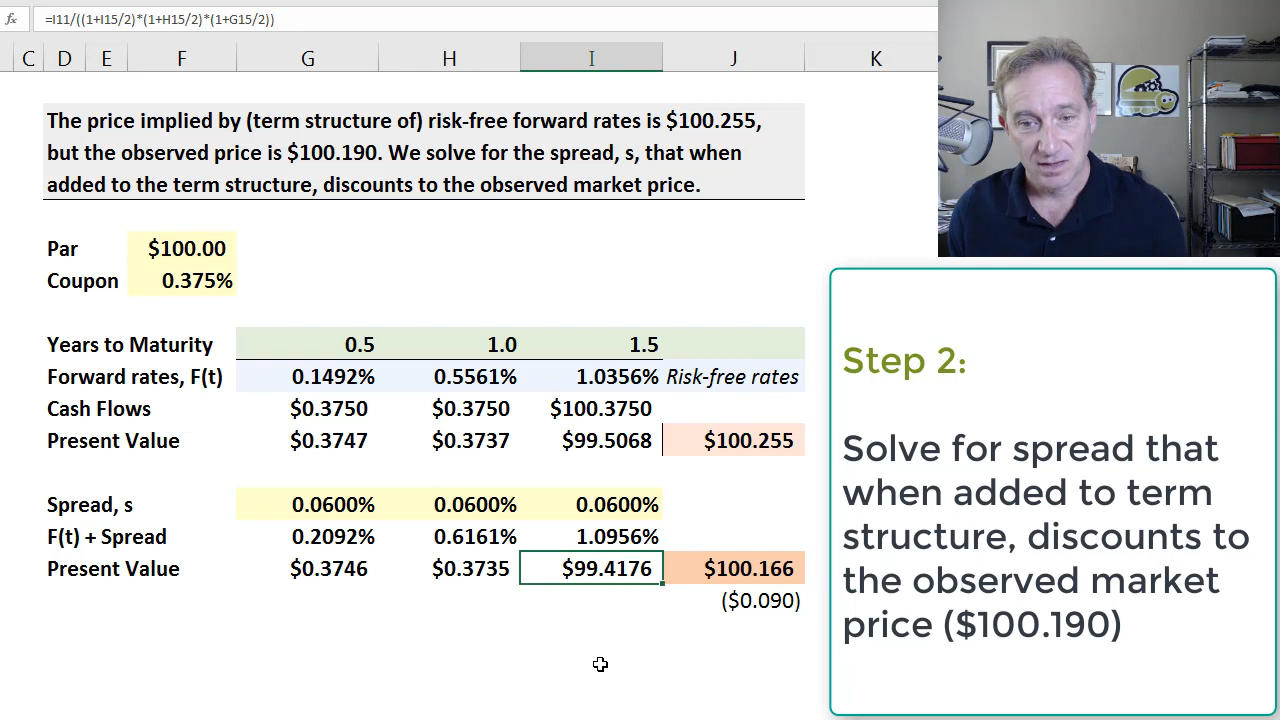 fx =I11/((1+I15/2)*(1+H15/2)*(1+G15/2))
C D E F G H I J K
The price implied by (term structure of) risk-free forward rates is $100.255,
but the observed price is $100.190. We solve for the spread, s, that when
added to the term structure, discounts to the observed market price.
Par $100.00
Coupon 0.375%
Years to Maturity 0.5 1.0 1.5
Forward rates, F(t) 0.1492% 0.5561% 1.0356% Risk-free rates
Cash Flows $0.3750 $0.3750 $100.3750
Present Value $0.3747 $0.3737 $99.5068 $100.255
Spread, s 0.0600% 0.0600% 0.0600%
F(t) + Spread 0.2092% 0.6161% 1.0956%
Present Value $0.3746 $0.3735 $99.4176 $100.166
($0.090)
Step 2:
Solve for spread that
when added to term
structure, discounts to
the observed market
price ($100.190)